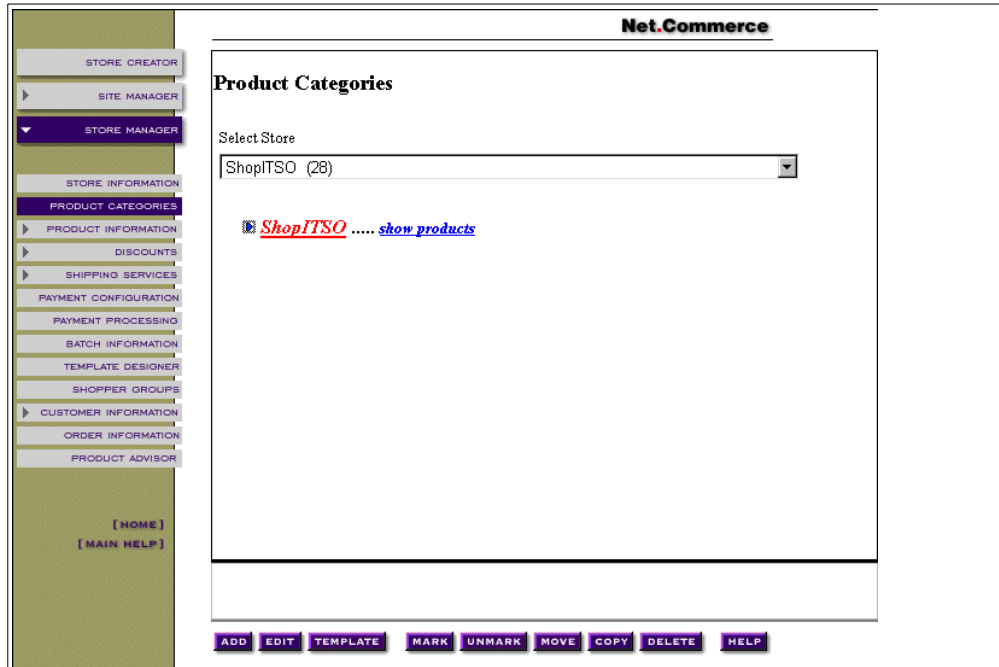 Net.Commerce
STORE CREATOR
SITE MANAGER
STORE MANAGER
STORE INFORMATION
PRODUCT CATEGORIES
PRODUCT INFORMATION
DISCOUNTS
SHIPPING SERVICES
PAYMENT CONFIGURATION
PAYMENT PROCESSING
BATCH INFORMATION
TEMPLATE DESIGNER
SHOPPER GROUPS
CUSTOMER INFORMATION
ORDER INFORMATION
PRODUCT ADVISOR
[HOME]
[MAIN HELP]
Product Categories
Select Store
ShopITSO (28)
ShopITSO ..... show products
ADD EDIT TEMPLATE MARK UNMARK MOVE COPY DELETE HELP